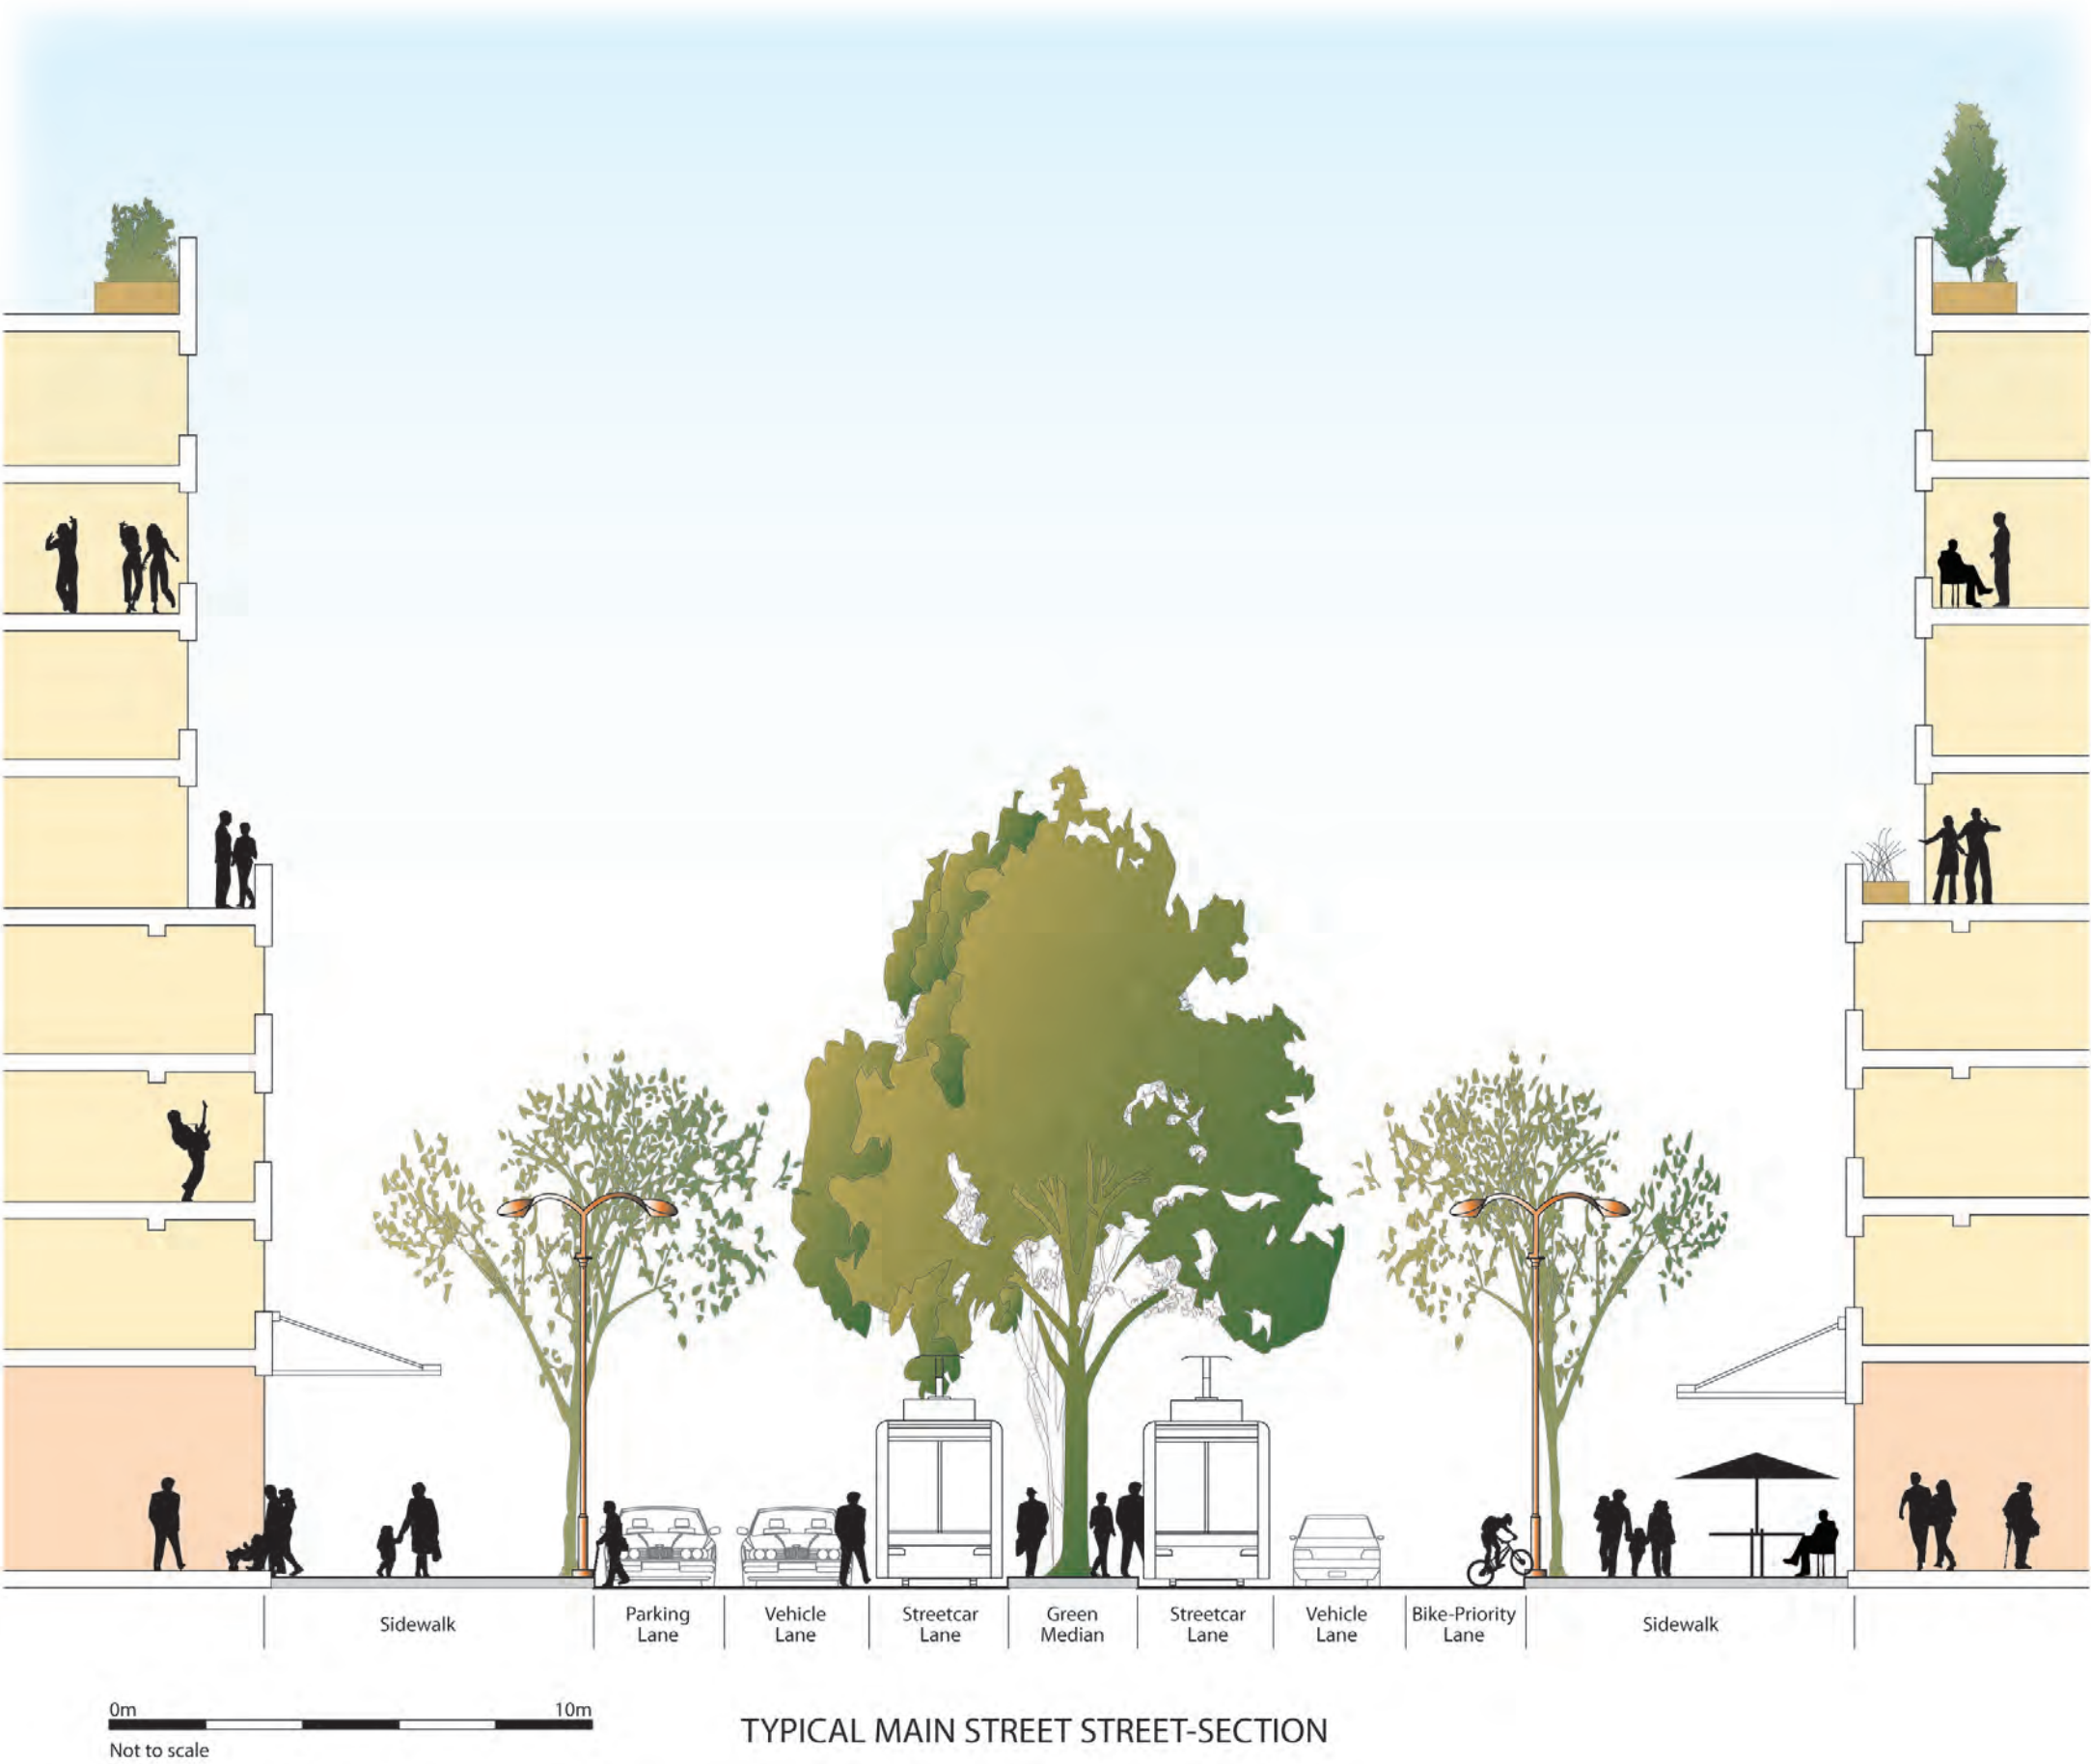 Sidewalk
Parking
Lane
Vehicle
Lane
Streetcar
Lane
Green
Median
Streetcar
Lane
Vehicle
Lane
Bike-Priority
Lane
Sidewalk
0m 10m
Not to scale
TYPICAL MAIN STREET STREET-SECTION